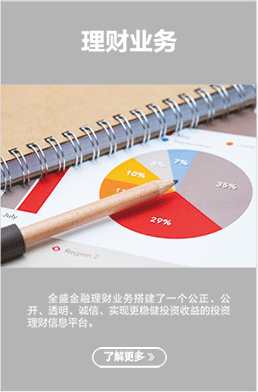 理财业务
8%
7%
10%
35%
29%
July
Region 2
全盛金融理财业务搭建了一个公正、公
开、透明、诚信、实现更稳健投资收益的投资
理财信息平台。
了解更多 》